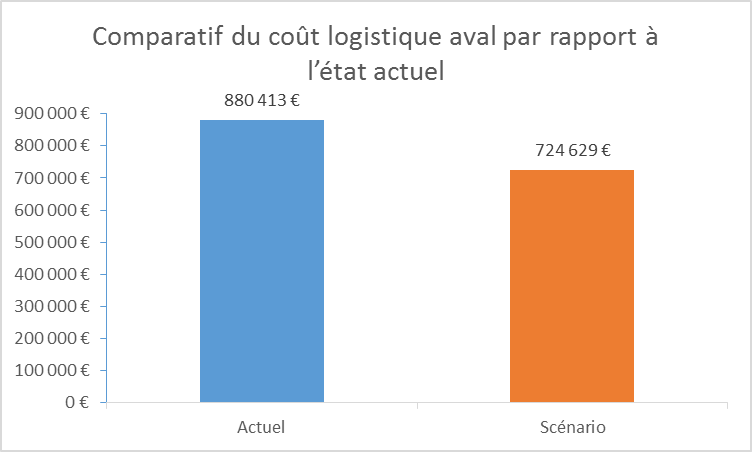 Comparatif du coût logistique aval par rapport à
l’état actuel
880 413 €
724 629 €
900 000 €
800 000 €
700 000 €
600 000 €
500 000 €
400 000 €
300 000 €
200 000 €
100 000 €
0 €
Actuel
Scénario